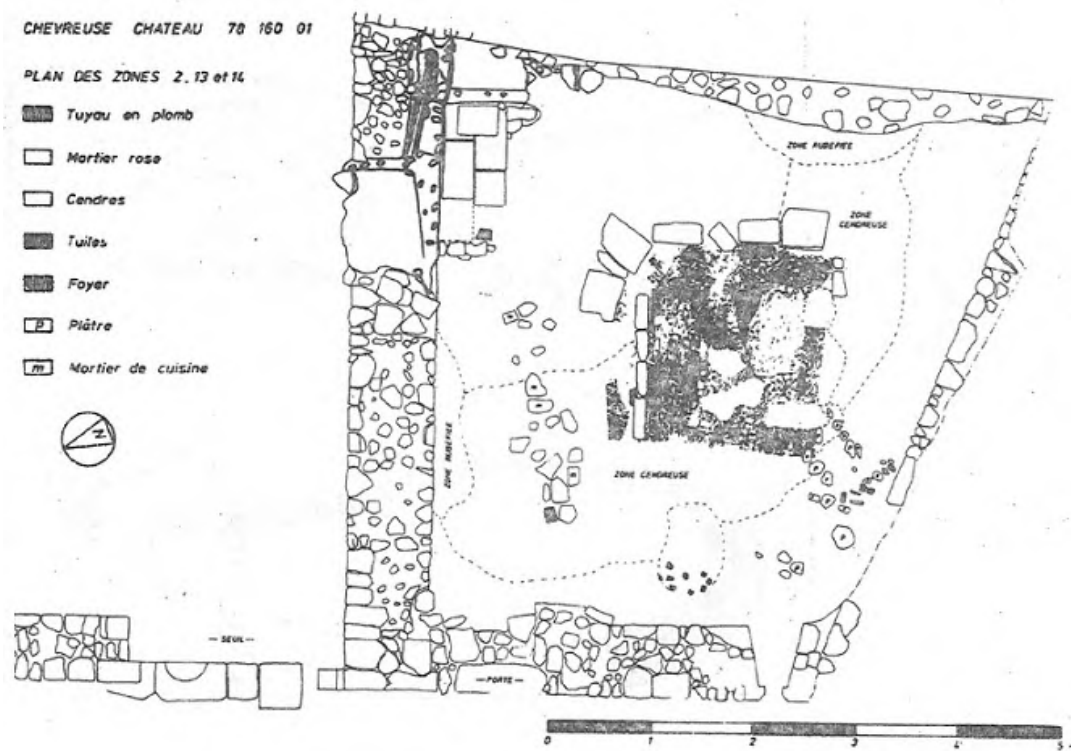 CHEVREUSE CHATEAU 78 160 01
PLAN DES ZONES 2.13 et 14
Tuyau en plomb
Mortier rose
Cendres
Tuiles
Foyer
P Plâtre
m Mortier de cuisine
N
ZONE RUBEFIEE
ZONE CENDREUSE
ZONE RUBEFIEE
ZONE CENDREUSE
— SEUIL —
— PORTE —
0 1 2 3 4 5